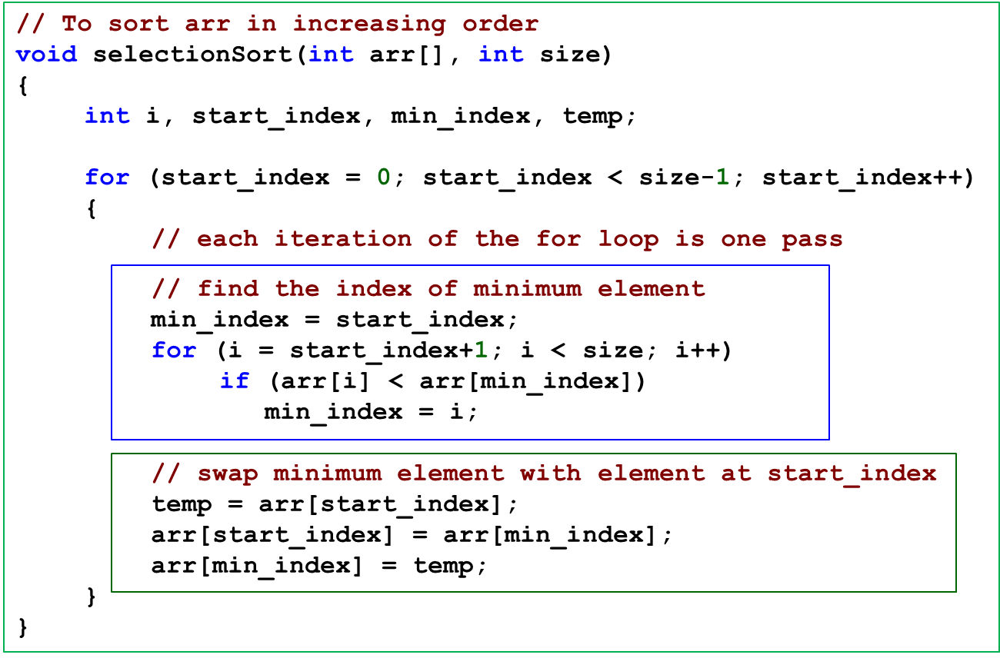 // To sort arr in increasing order
void selectionSort(int arr[], int size)
{
int i, start_index, min_index, temp;
for (start_index = 0; start_index < size-1; start_index++)
{
// each iteration of the for loop is one pass
// find the index of minimum element
min_index = start_index;
for (i = start_index+1; i < size; i++)
if (arr[i] < arr[min_index])
min_index = i;
// swap minimum element with element at start_index
temp = arr[start_index];
arr[start_index] = arr[min_index];
arr[min_index] = temp;
}
}